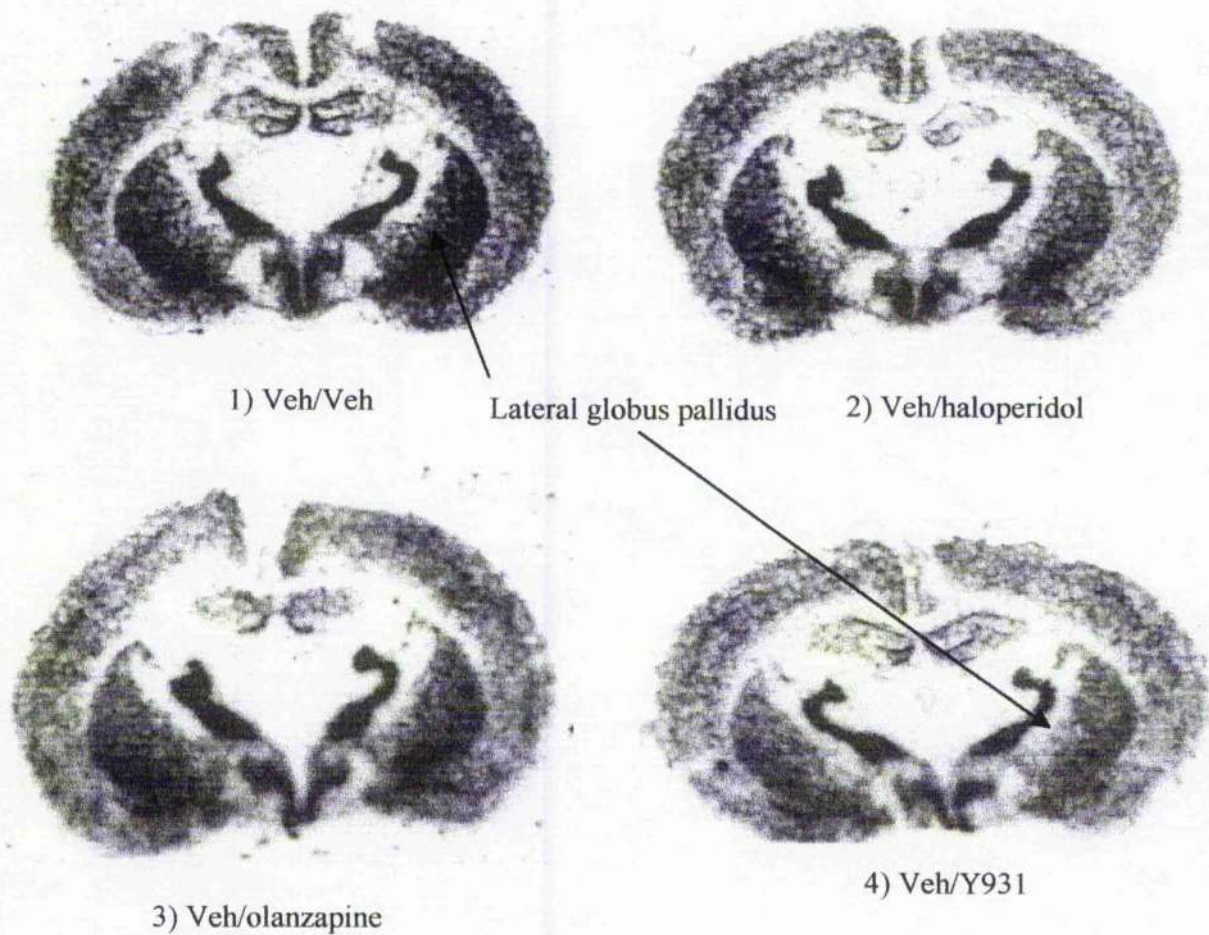 1) Veh/Veh
Lateral globus pallidus
2) Veh/haloperidol
3) Veh/olanzapine
4) Veh/Y931